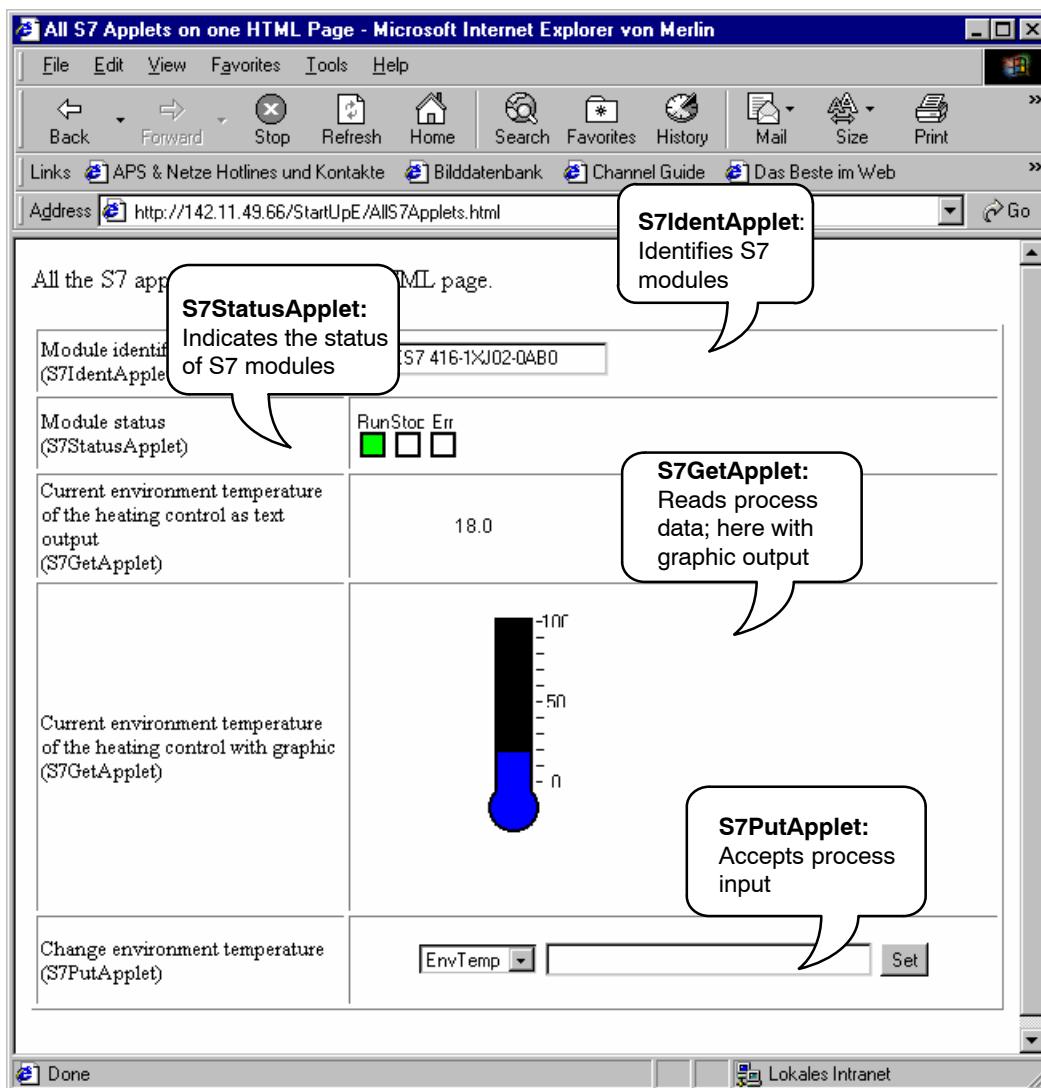 All S7 Applets on one HTML Page - Microsoft Internet Explorer von Merlin
File Edit View Favorites Tools Help
Back Forward Stop Refresh Home Search Favorites History Mail Size Print
Links APS & Netze Hotlines und Kontakte Bilddatenbank Channel Guide Das Beste im Web
Address http://142.11.49.66/StartUpE/AllS7Applets.html Go
S7IdentApplet:
Identifies S7
modules
All the S7 page.
S7StatusApplet:
Indicates the status
of S7 modules
Module
S7 416-1XJ02-0AB0
Module status
(S7StatusApplet)
Run Err
Current environment temperature
of the heating control as text
output
(S7GetApplet)
18.0
S7GetApplet:
Reads process
data; here with
graphic output
Current environment temperature
of the heating control with graphic
(S7GetApplet)
-100
-50
- 0
S7PutApplet:
Accepts process
input
Change environment temperature
(S7PutApplet)
EnvTemp Set
Done Lokales Intranet